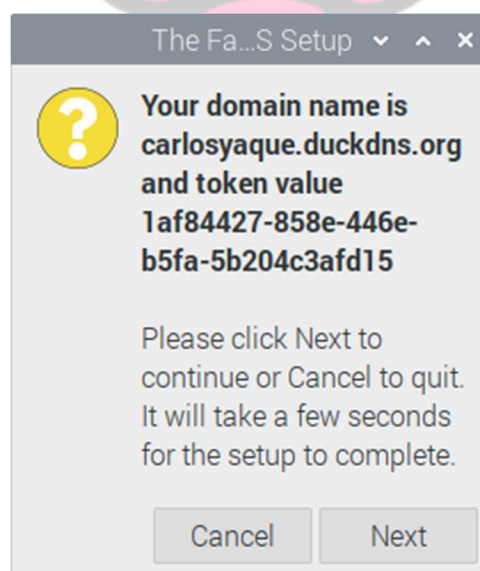 The Fa...S Setup
Your domain name is
carlosyaque.duckdns.org
and token value
1af84427-858e-446e-
b5fa-5b204c3afd15
Please click Next to
continue or Cancel to quit.
It will take a few seconds
for the setup to complete.
Cancel Next